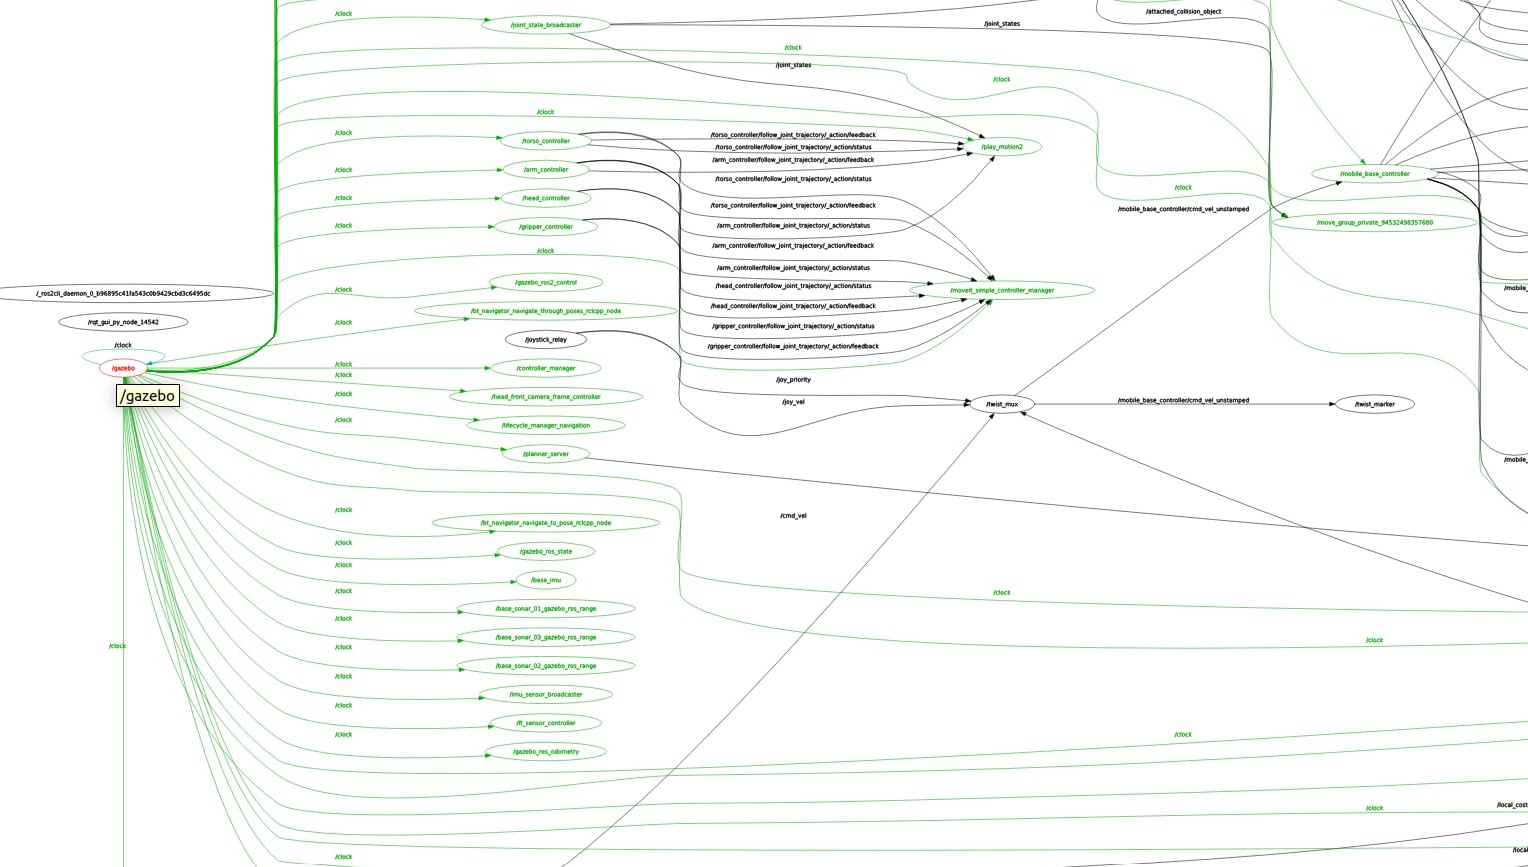 /clock
/joint_state_broadcaster
/joint_states
/attached_collision_object
/clock
/joint_states
/clock
/clock
/clock
/torso_controller
/torso_controller/follow_joint_trajectory/_action/feedback
/torso_controller/follow_joint_trajectory/_action/status
/play_motion2
/arm_controller/follow_joint_trajectory/_action/feedback
/clock
/arm_controller
/torso_controller/follow_joint_trajectory/_action/status
/mobile_base_controller
/clock
/clock
/head_controller
/torso_controller/follow_joint_trajectory/_action/feedback
/mobile_base_controller/cmd_vel_unstamped
/clock
/gripper_controller
/arm_controller/follow_joint_trajectory/_action/status
/move_group_private_94532498357680
/arm_controller/follow_joint_trajectory/_action/feedback
/clock
/arm_controller/follow_joint_trajectory/_action/status
/clock
/gazebo_ros2_control
/head_controller/follow_joint_trajectory/_action/status
/moveit_simple_controller_manager
/mobile_
/_ros2cli_daemon_0_b96895c41fa543c0b9429cbd3c6495dc
/head_controller/follow_joint_trajectory/_action/feedback
/bt_navigator_navigate_through_poses_rclcpp_node
/rqt_gui_py_node_14542
/clock
/gripper_controller/follow_joint_trajectory/_action/status
/joystick_relay
/gripper_controller/follow_joint_trajectory/_action/feedback
/clock
/gazebo
/clock
/controller_manager
/clock
/joy_priority
/gazebo
/clock
/head_front_camera_frame_controller
/joy_vel
/twist_mux
/mobile_base_controller/cmd_vel_unstamped
/twist_marker
/clock
/lifecycle_manager_navigation
/planner_server
/mobile_
/clock
/cmd_vel
/bt_navigator_navigate_to_pose_rclcpp_node
/clock
/gazebo_ros_state
/clock
/base_imu
/clock
/clock
/base_sonar_01_gazebo_ros_range
/clock
/base_sonar_03_gazebo_ros_range
/clock
/clock
/clock
/base_sonar_02_gazebo_ros_range
/clock
/imu_sensor_broadcaster
/clock
/ft_sensor_controller
/clock
/clock
/gazebo_ros_odometry
/clock
/local_cost
/local
/clock